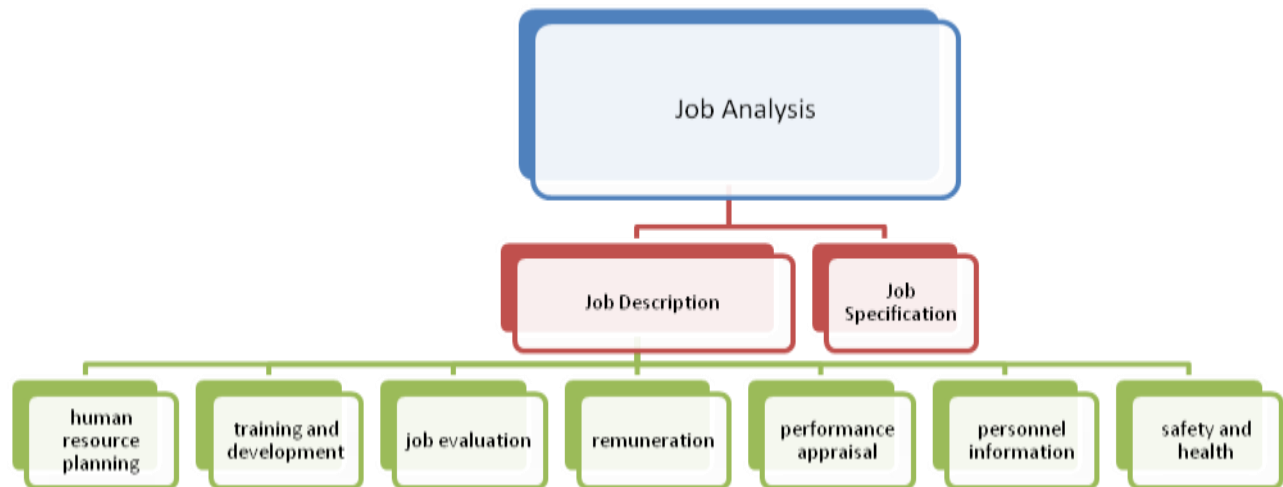 Job Analysis
Job Description
Job
Specification
human
resource
planning
training and
development
job evaluation
remuneration
performance
appraisal
personnel
information
safety and
health